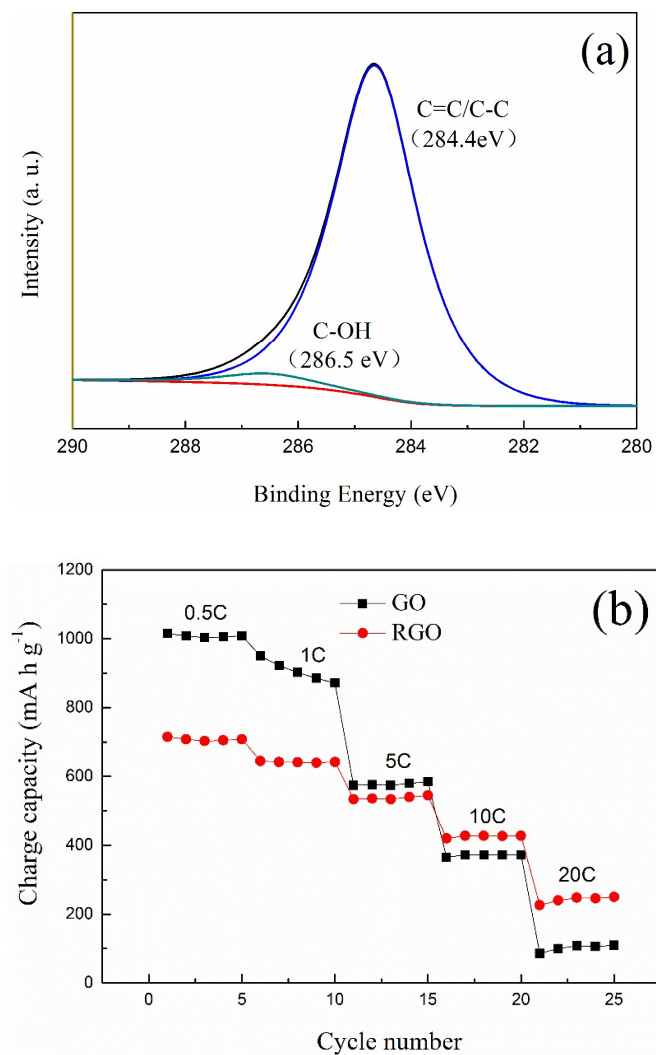 (a)
C=C/C-C
（284.4eV）
C-OH
（286.5 eV）
Intensity (a. u.)
290 288 286 284 282 280
Binding Energy (eV)
(b)
GO
RGO
0.5C
1C
5C
10C
20C
Charge capacity (mA h g⁻¹)
1200
1000
800
600
400
200
0
0 5 10 15 20 25
Cycle number